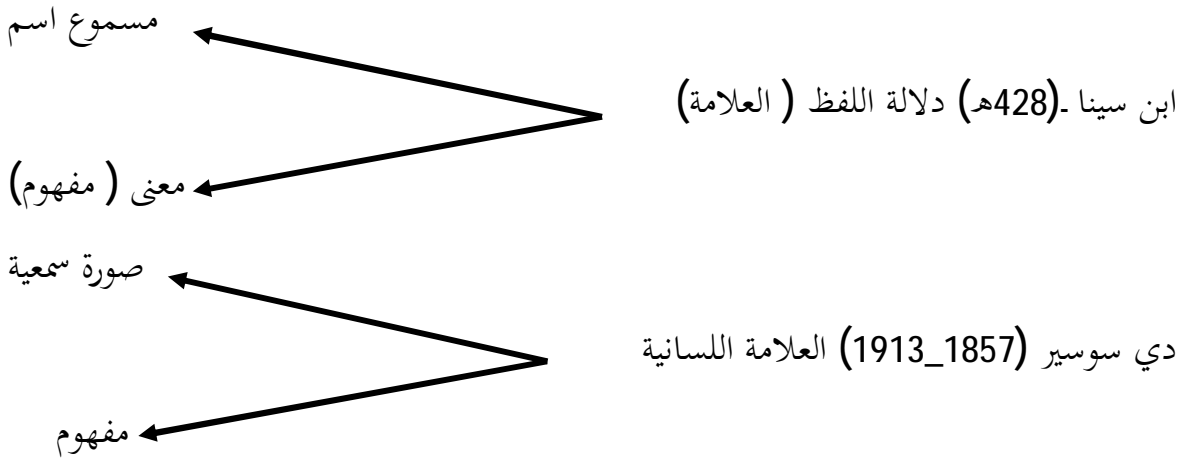 مسموع اسم
ابن سينا ـ(428هـ) دلالة اللفظ ( العلامة)
معنى ( مفهوم)
صورة سمعية
دي سوسير (1857_1913) العلامة اللسانية
مفهوم